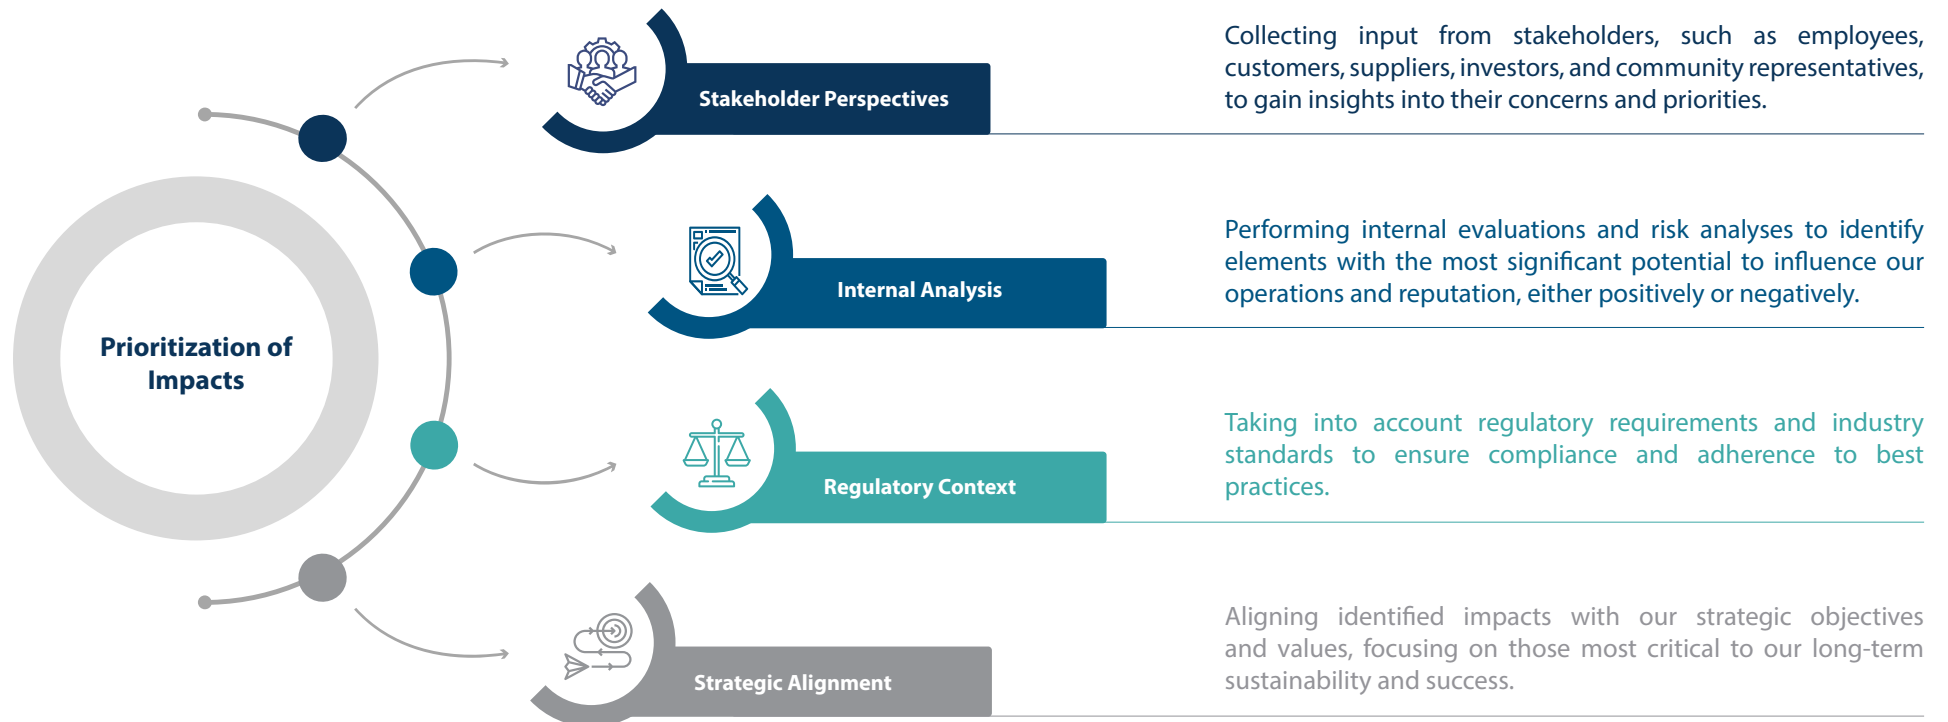 Prioritization of
Impacts
Stakeholder Perspectives
Collecting input from stakeholders, such as employees,
customers, suppliers, investors, and community representatives,
to gain insights into their concerns and priorities.
Internal Analysis
Performing internal evaluations and risk analyses to identify
elements with the most significant potential to influence our
operations and reputation, either positively or negatively.
Regulatory Context
Taking into account regulatory requirements and industry
standards to ensure compliance and adherence to best
practices.
Strategic Alignment
Aligning identified impacts with our strategic objectives
and values, focusing on those most critical to our long-term
sustainability and success.